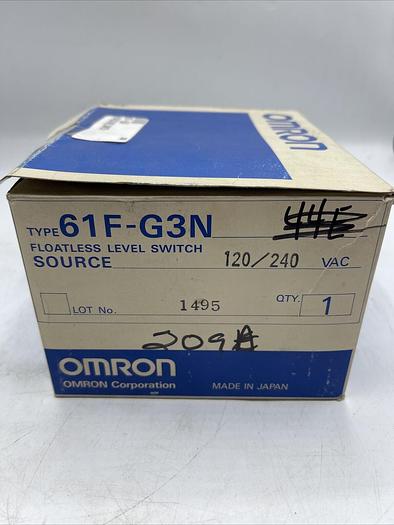 OMRON
TYPE 61F-G3N
FLOATLESS LEVEL SWITCH
SOURCE 120/240 VAC
LOT No. 1495 QTY. 1
209A
OMRON
OMRON Corporation MADE IN JAPAN